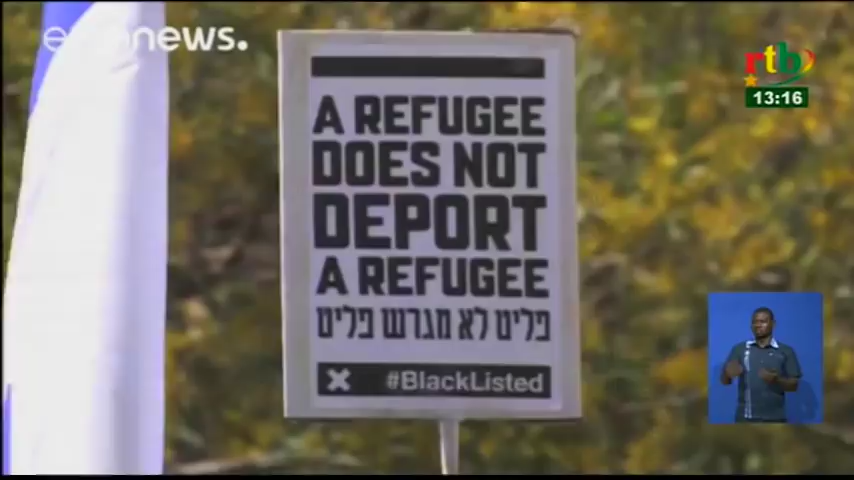 euronews.
rtb
13:16
A REFUGEE
DOES NOT
DEPORT
A REFUGEE
פליט לא מגרש פליט
#BlackListed